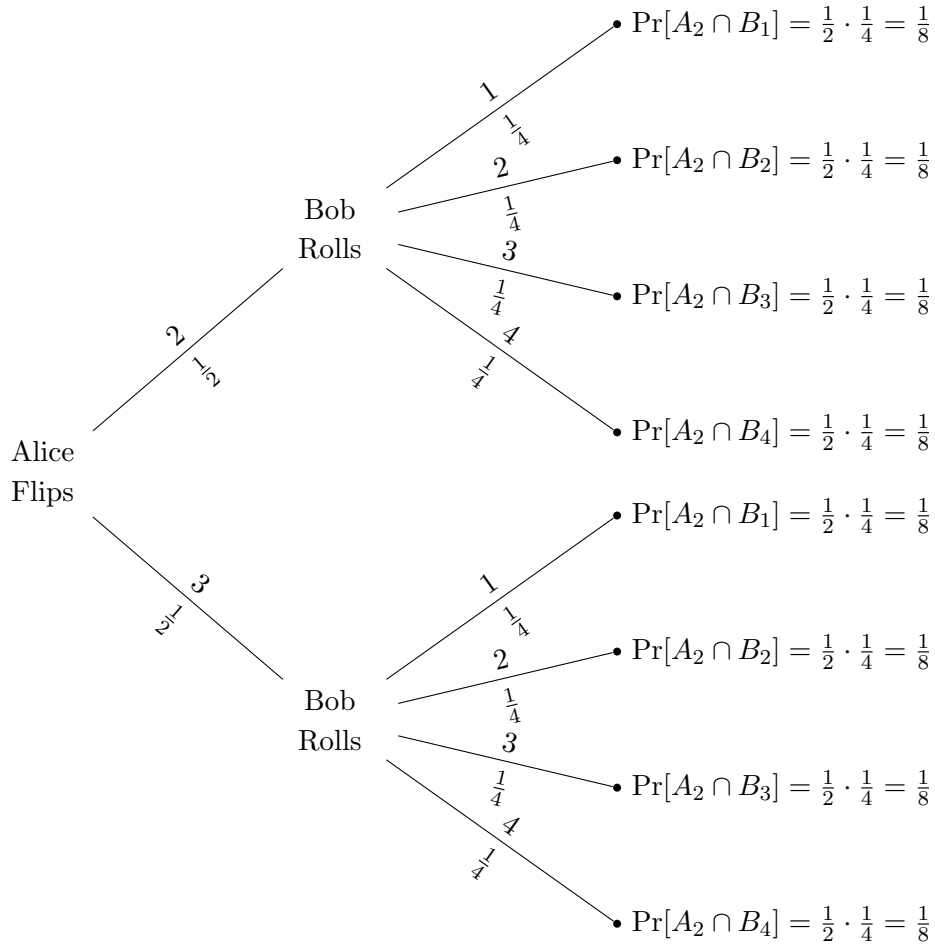 1
1/4
Pr[A₂ ∩ B₁] = 1/2 · 1/4 = 1/8
2
1/4
Pr[A₂ ∩ B₂] = 1/2 · 1/4 = 1/8
Bob
Rolls
3
1/4
Pr[A₂ ∩ B₃] = 1/2 · 1/4 = 1/8
4
1/4
Pr[A₂ ∩ B₄] = 1/2 · 1/4 = 1/8
2
1/2
Alice
Flips
3
1/2
1
1/4
Pr[A₂ ∩ B₁] = 1/2 · 1/4 = 1/8
2
1/4
Pr[A₂ ∩ B₂] = 1/2 · 1/4 = 1/8
Bob
Rolls
3
1/4
Pr[A₂ ∩ B₃] = 1/2 · 1/4 = 1/8
4
1/4
Pr[A₂ ∩ B₄] = 1/2 · 1/4 = 1/8